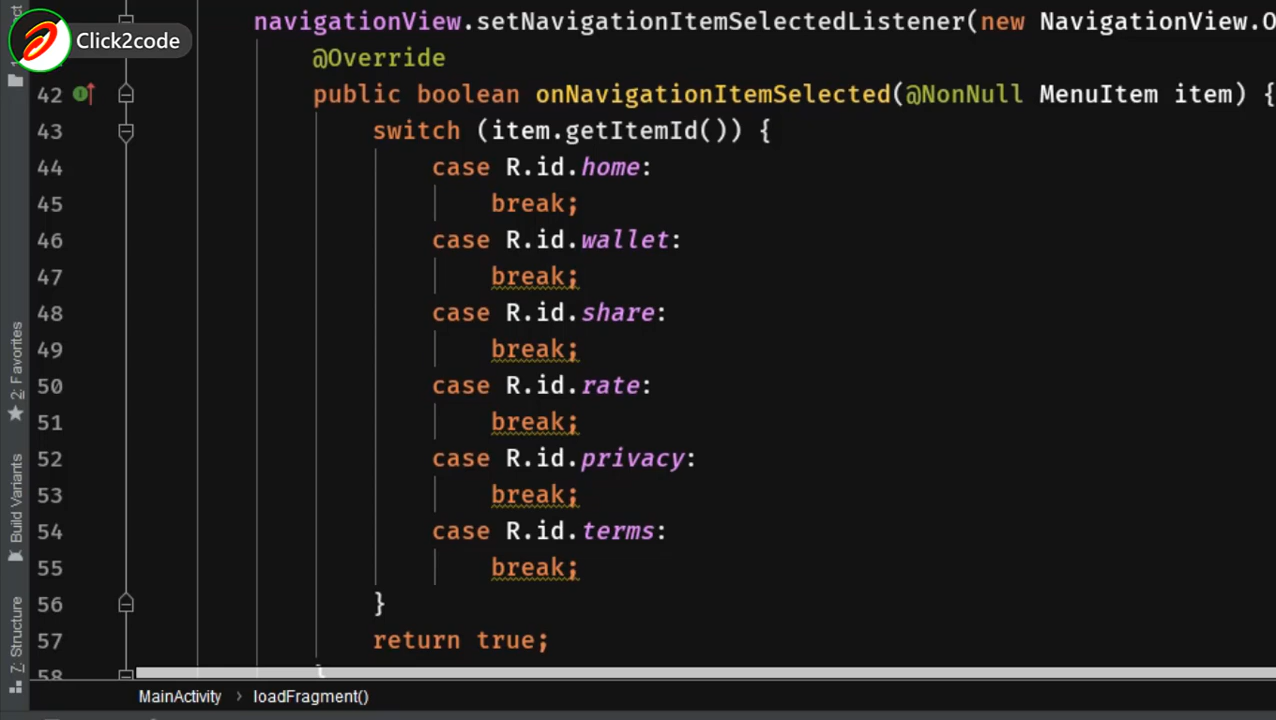 Click2code
navigationView.setNavigationItemSelectedListener(new NavigationView.O
@Override
42 public boolean onNavigationItemSelected(@NonNull MenuItem item) {
43 switch (item.getItemId()) {
44 case R.id.home:
45 break;
46 case R.id.wallet:
47 break;
48 case R.id.share:
49 break;
50 case R.id.rate:
51 break;
52 case R.id.privacy:
53 break;
54 case R.id.terms:
55 break;
56 }
57 return true;
58
2: Favorites
Build Variants
7: Structure
MainActivity › loadFragment()